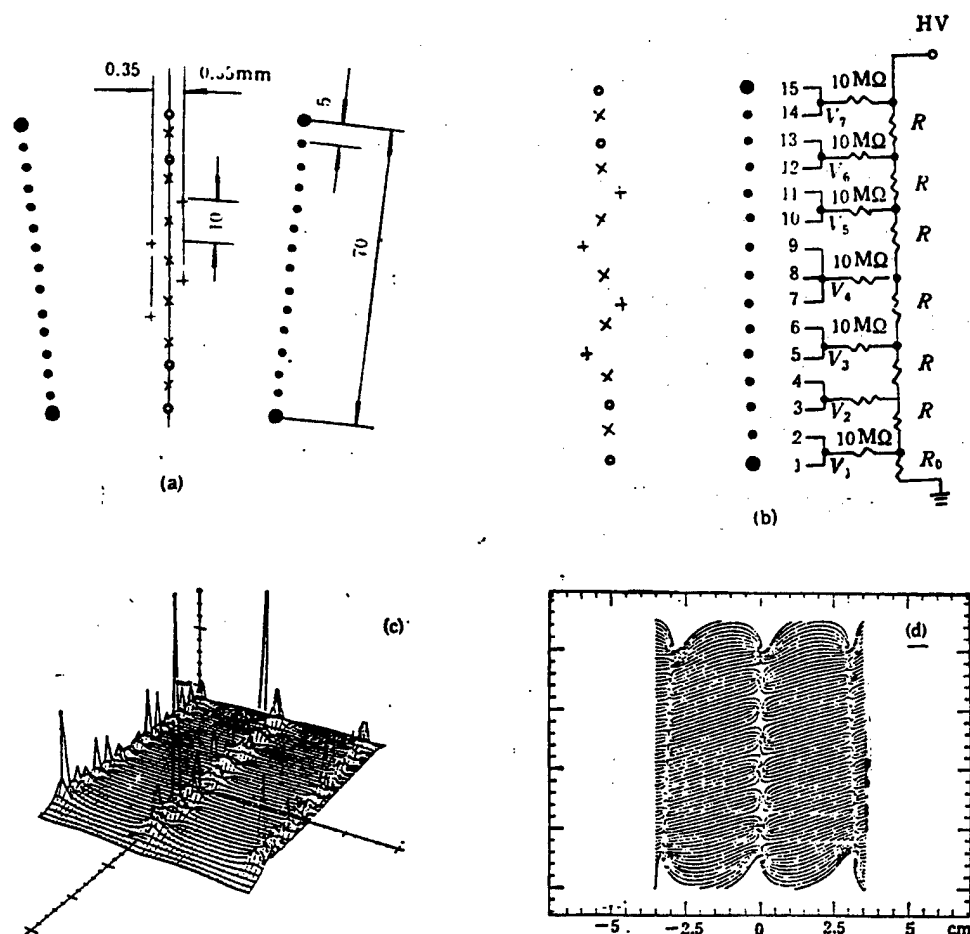 HV
0.35
0.35mm
5
10
70
(a)
15
14
13
12
11
10
9
8
7
6
5
4
3
2
1
10MΩ
V₇
R
10MΩ
V₆
R
10MΩ
V₅
R
10MΩ
V₄
R
10MΩ
V₃
R
V₂
R
10MΩ
V₁
R₀
(b)
(c)
(d)
-5
-2.5
0
2.5
5
cm